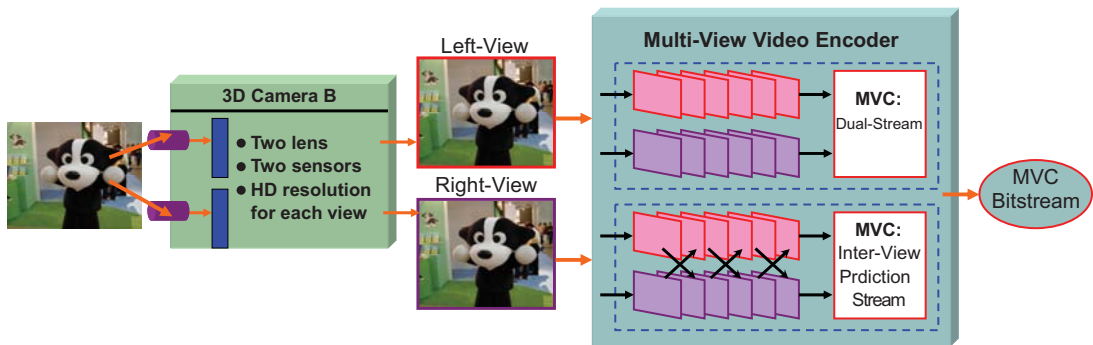 3D Camera B
● Two lens
● Two sensors
● HD resolution
for each view
Left-View
Right-View
Multi-View Video Encoder
MVC:
Dual-Stream
MVC:
Inter-View
Prdiction
Stream
MVC
Bitstream